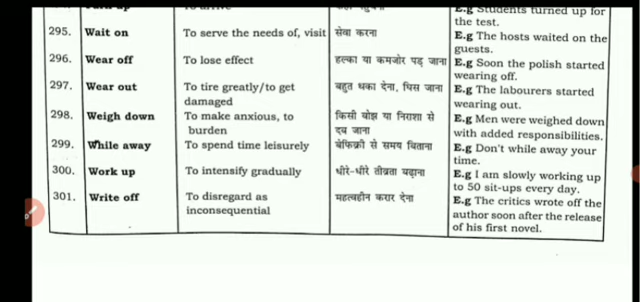 E.g Students turned up for
the test.
295. Wait on To serve the needs of, visit सेवा करना E.g The hosts waited on the
guests.
296. Wear off To lose effect हल्का या कमजोर पड़ जाना E.g Soon the polish started
wearing off.
297. Wear out To tire greatly/to get बहुत थका देना, घिस जाना E.g The labourers started
damaged wearing out.
298. Weigh down To make anxious, to किसी बोझ या निराशा से E.g Men were weighed down
burden दब जाना with added responsibilities.
299. While away To spend time leisurely बेफिक्री से समय बिताना E.g Don't while away your
time.
300. Work up To intensify gradually धीरे-धीरे तीव्रता बढ़ाना E.g I am slowly working up
to 50 sit-ups every day.
301. Write off To disregard as महत्वहीन करार देना E.g The critics wrote off the
inconsequential author soon after the release
of his first novel.